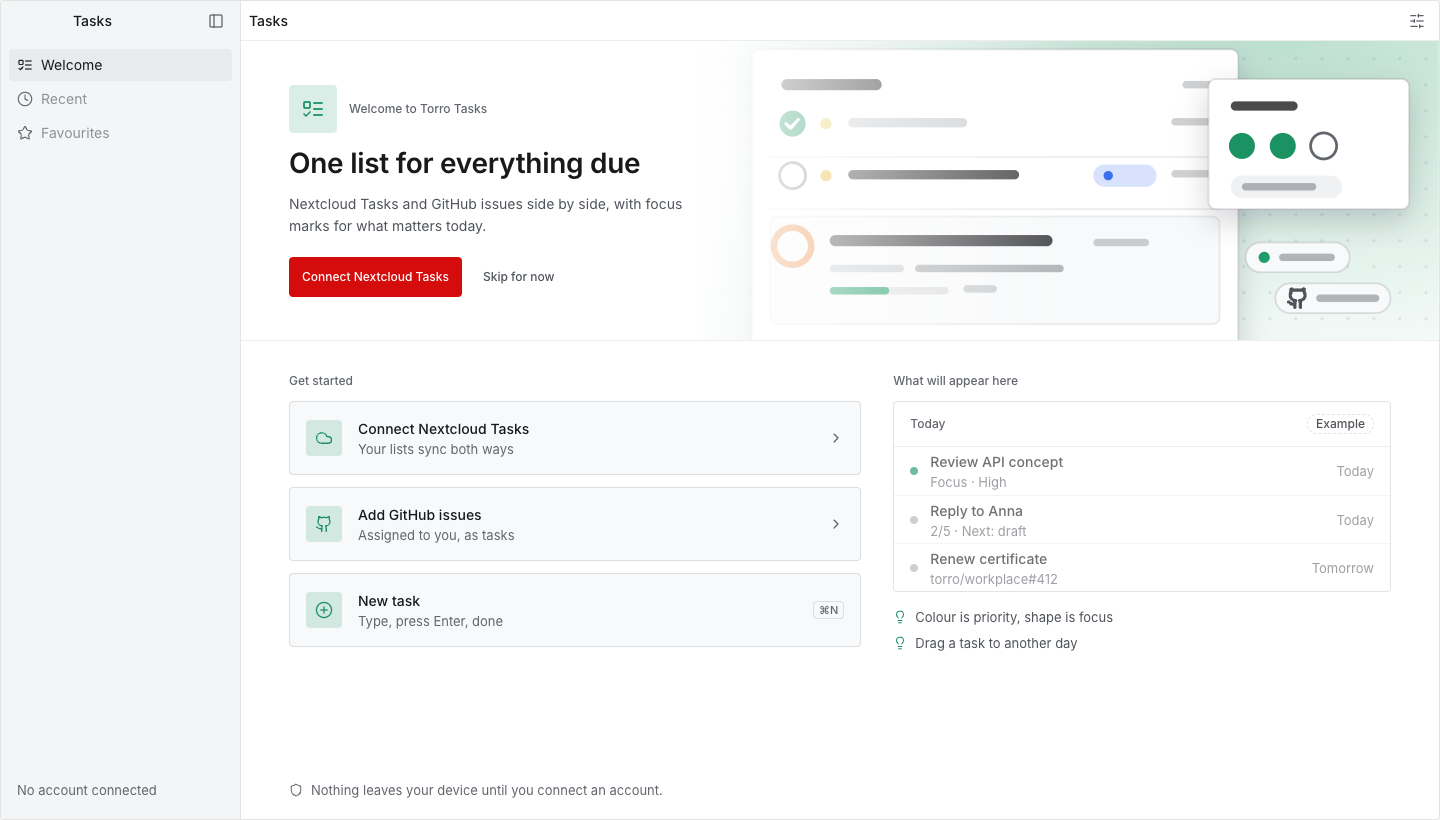 Tasks
Tasks
Welcome
Recent
Favourites
Welcome to Torro Tasks
One list for everything due
Nextcloud Tasks and GitHub issues side by side, with focus
marks for what matters today.
Connect Nextcloud Tasks
Skip for now
Get started
Connect Nextcloud Tasks
Your lists sync both ways
Add GitHub issues
Assigned to you, as tasks
New task
Type, press Enter, done
⌘N
What will appear here
Today
Example
Review API concept
Focus · High
Today
Reply to Anna
2/5 · Next: draft
Today
Renew certificate
torro/workplace#412
Tomorrow
Colour is priority, shape is focus
Drag a task to another day
No account connected
Nothing leaves your device until you connect an account.